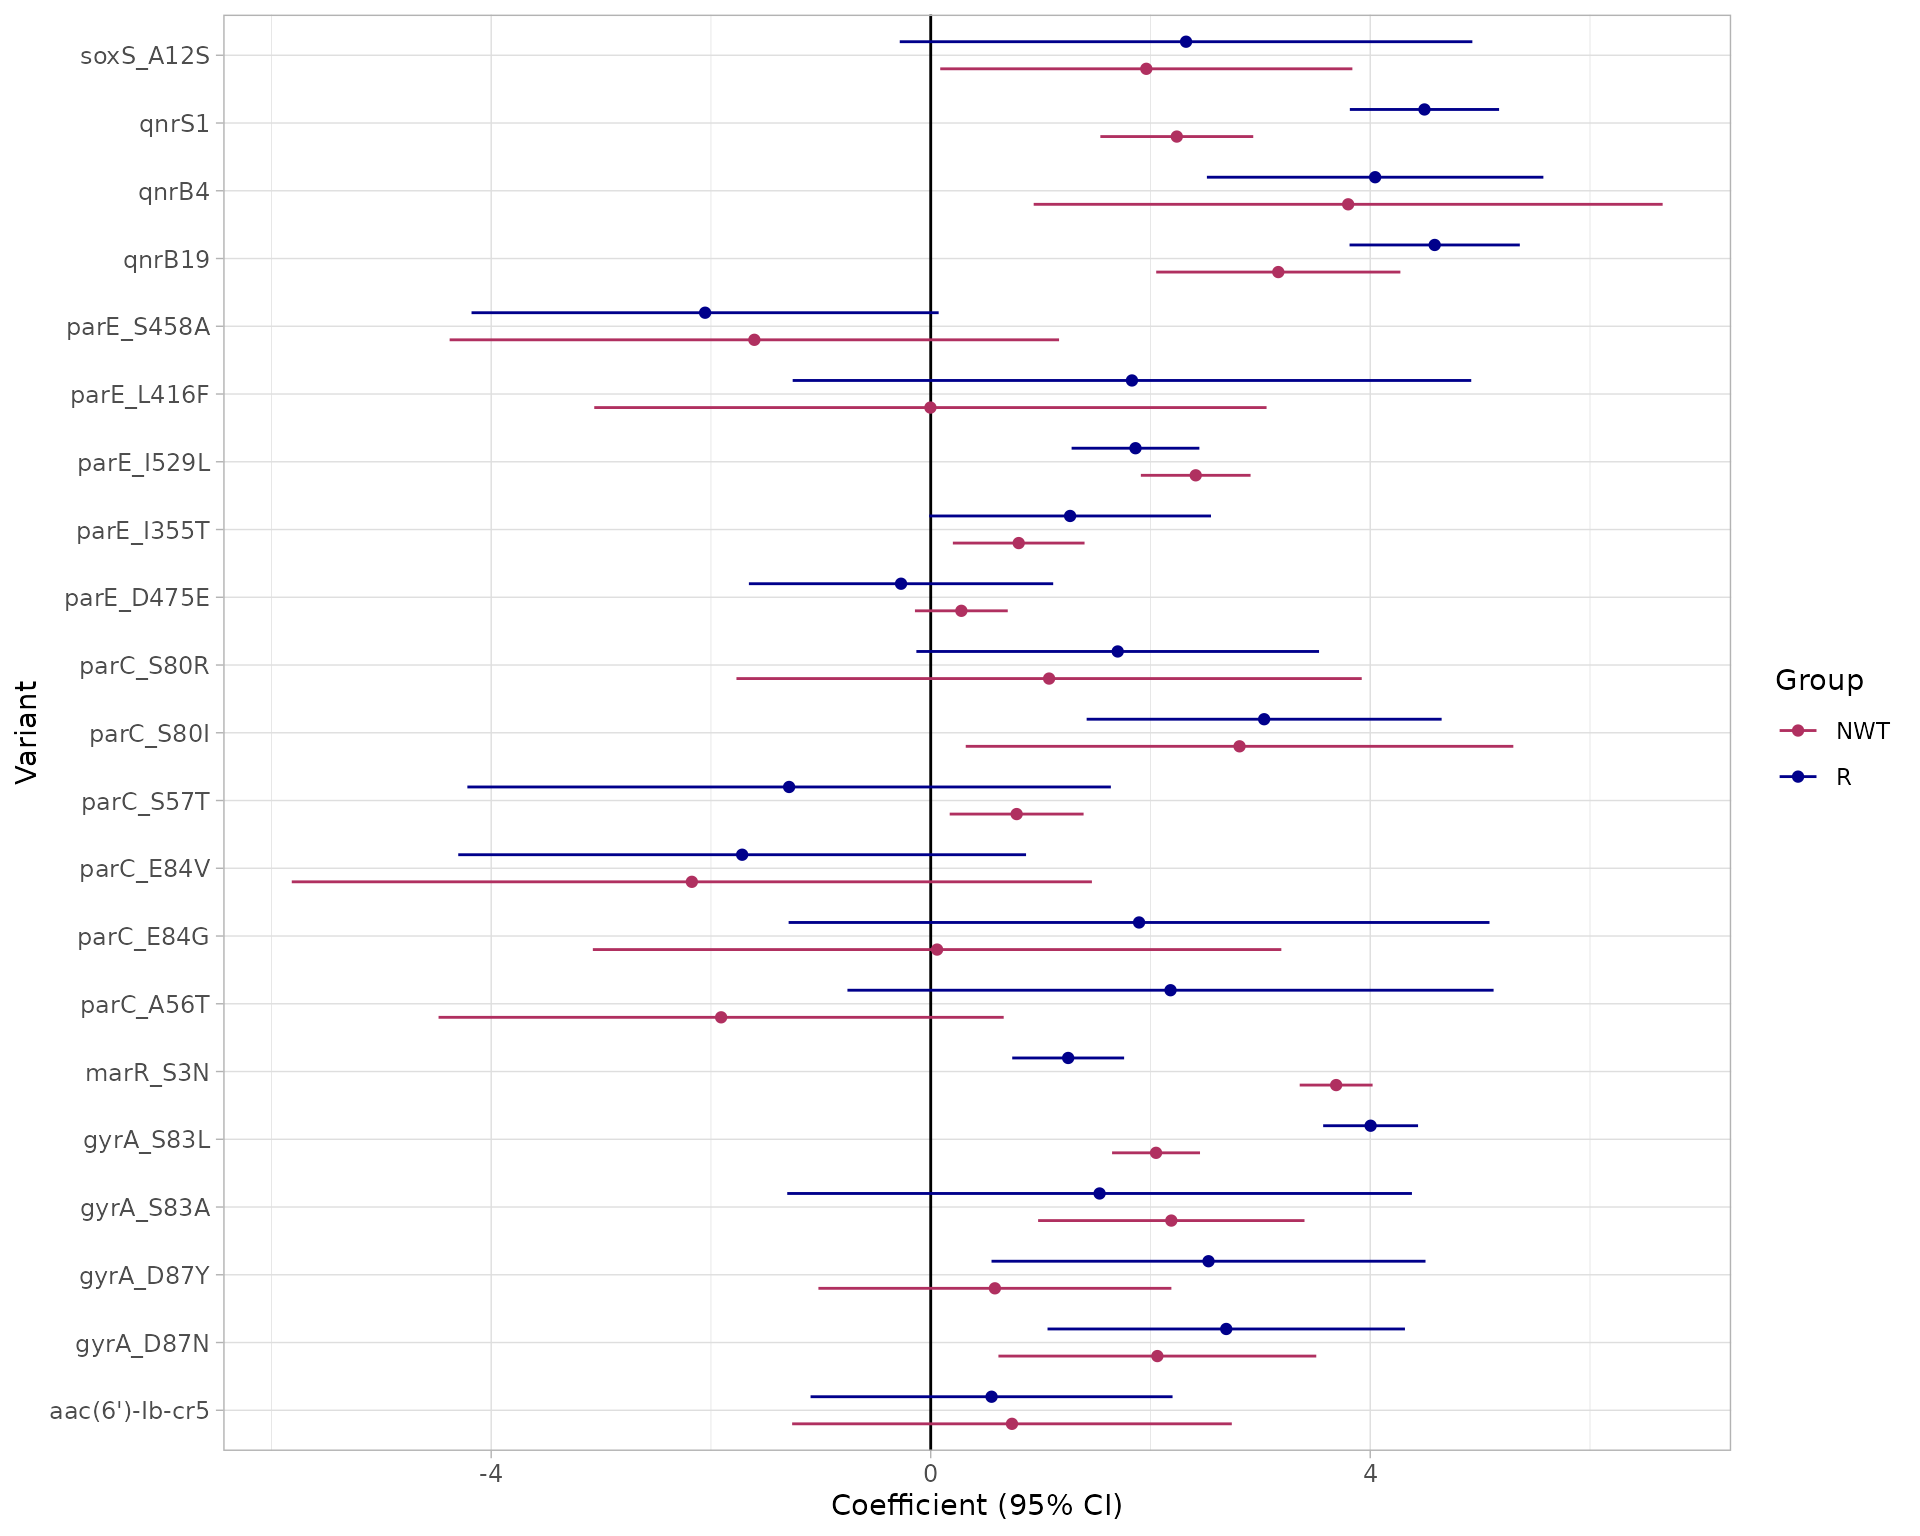 soxS_A12S
qnrS1
qnrB4
qnrB19
parE_S458A
parE_L416F
parE_I529L
parE_I355T
parE_D475E
parC_S80R
parC_S80I
parC_S57T
parC_E84V
parC_E84G
parC_A56T
marR_S3N
gyrA_S83L
gyrA_S83A
gyrA_D87Y
gyrA_D87N
aac(6')-Ib-cr5
Variant
-4 0 4
Coefficient (95% CI)
Group
NWT
R